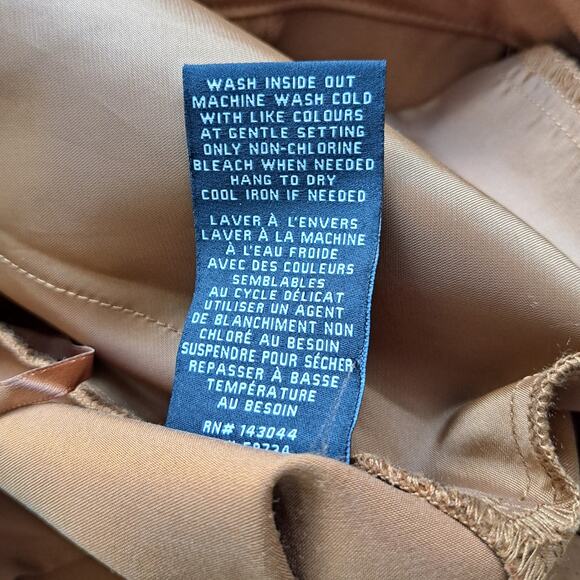 WASH INSIDE OUT
MACHINE WASH COLD
WITH LIKE COLOURS
AT GENTLE SETTING
ONLY NON-CHLORINE
BLEACH WHEN NEEDED
HANG TO DRY
COOL IRON IF NEEDED
LAVER À L'ENVERS
LAVER À LA MACHINE
À L'EAU FROIDE
AVEC DES COULEURS
SEMBLABLES
AU CYCLE DÉLICAT
UTILISER UN AGENT
DE BLANCHIMENT NON
CHLORÉ AU BESOIN
SUSPENDRE POUR SÉCHER
REPASSER À BASSE
TEMPÉRATURE
AU BESOIN
RN# 143044